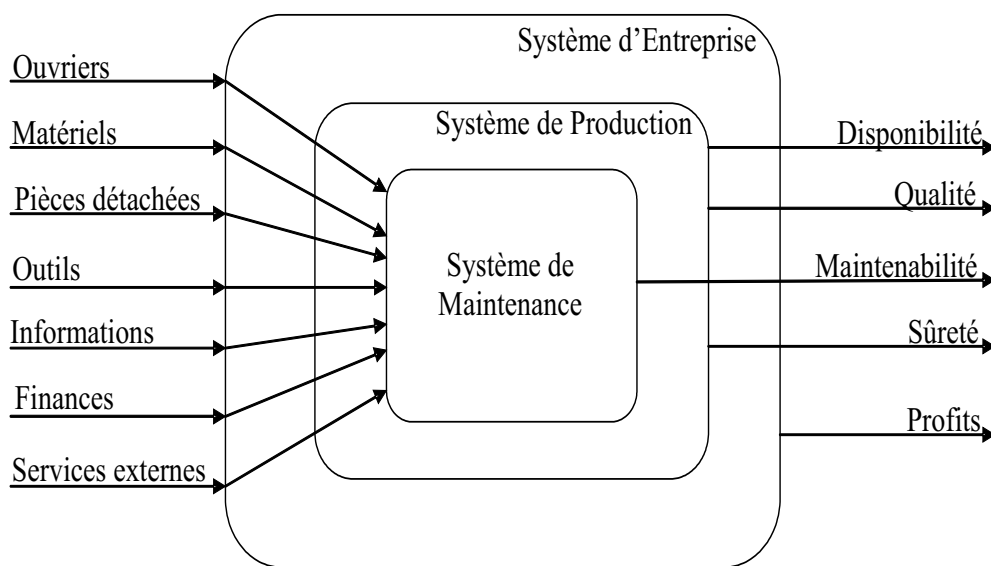 Système d’Entreprise
Ouvriers
Matériels
Pièces détachées
Outils
Informations
Finances
Services externes
Système de Production
Système de
Maintenance
Disponibilité
Qualité
Maintenabilité
Sûreté
Profits